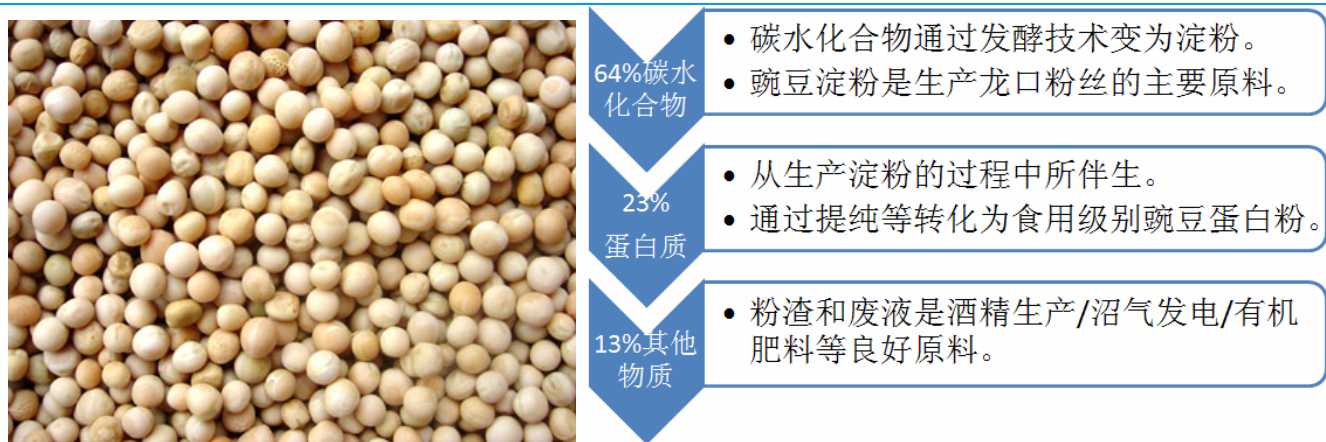 64%碳水
化合物
• 碳水化合物通过发酵技术变为淀粉。
• 豌豆淀粉是生产龙口粉丝的主要原料。
23%
蛋白质
• 从生产淀粉的过程中所伴生。
• 通过提纯等转化为食用级别豌豆蛋白粉。
13%其他
物质
• 粉渣和废液是酒精生产/沼气发电/有机
肥料等良好原料。